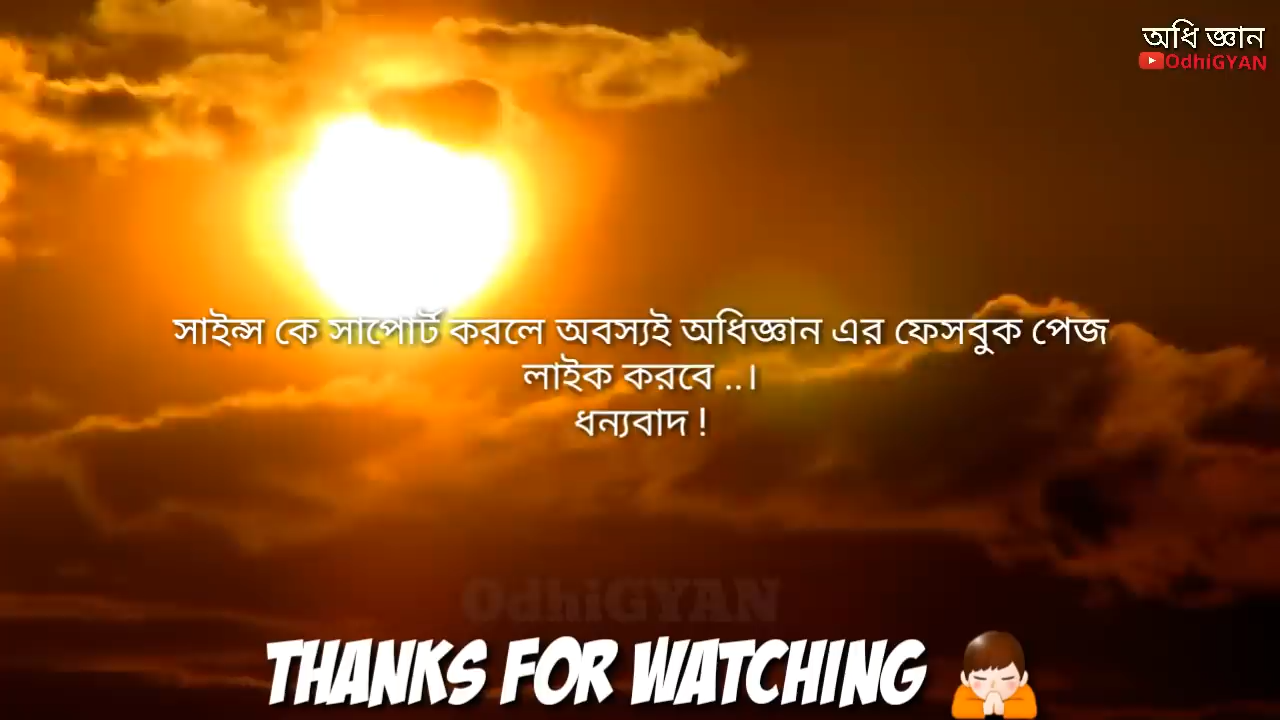 অধি জ্ঞান
OdhiGYAN
সাইন্স কে সাপোর্ট করলে অবস্যই অধিজ্ঞান এর ফেসবুক পেজ
লাইক করবে ..।
ধন্যবাদ !
OdhiGYAN
THANKS FOR WATCHING